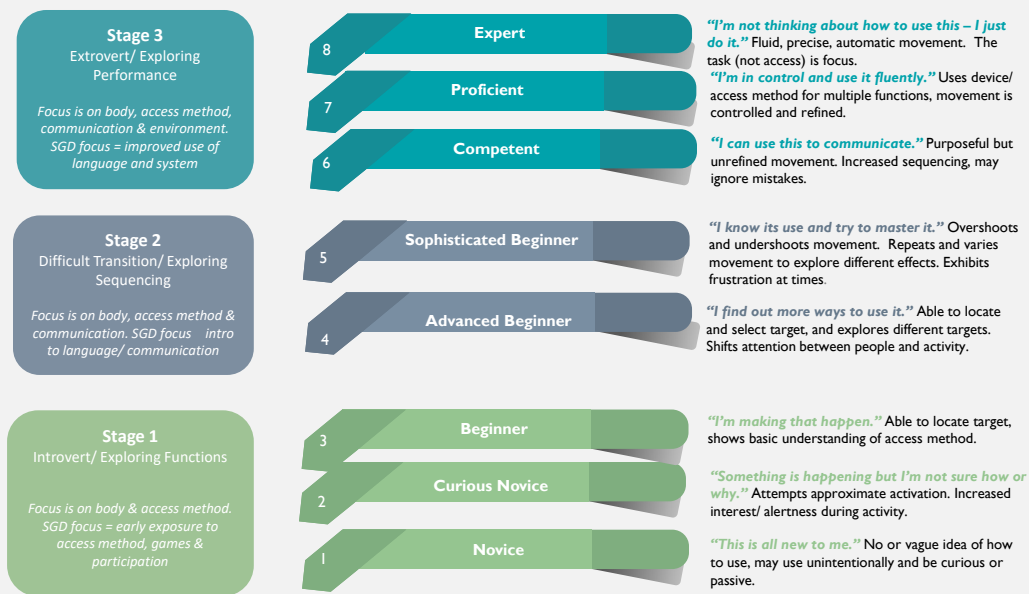 Stage 3
Extrovert/ Exploring
Performance
Focus is on body, access method,
communication & environment.
SGD focus = improved use of
language and system
8
Expert
“I’m not thinking about how to use this – I just
do it.” Fluid, precise, automatic movement. The
task (not access) is focus.
7
Proficient
“I’m in control and use it fluently.” Uses device/
access method for multiple functions, movement is
controlled and refined.
6
Competent
“I can use this to communicate.” Purposeful but
unrefined movement. Increased sequencing, may
ignore mistakes.
Stage 2
Difficult Transition/ Exploring
Sequencing
Focus is on body, access method &
communication. SGD focus intro
to language/ communication
5
Sophisticated Beginner
“I know its use and try to master it.” Overshoots
and undershoots movement. Repeats and varies
movement to explore different effects. Exhibits
frustration at times.
4
Advanced Beginner
“I find out more ways to use it.” Able to locate
and select target, and explores different targets.
Shifts attention between people and activity.
Stage 1
Introvert/ Exploring Functions
Focus is on body & access method.
SGD focus = early exposure to
access method, games &
participation
3
Beginner
“I’m making that happen.” Able to locate target,
shows basic understanding of access method.
2
Curious Novice
“Something is happening but I’m not sure how or
why.” Attempts approximate activation. Increased
interest/ alertness during activity.
1
Novice
“This is all new to me.” No or vague idea of how
to use, may use unintentionally and be curious or
passive.